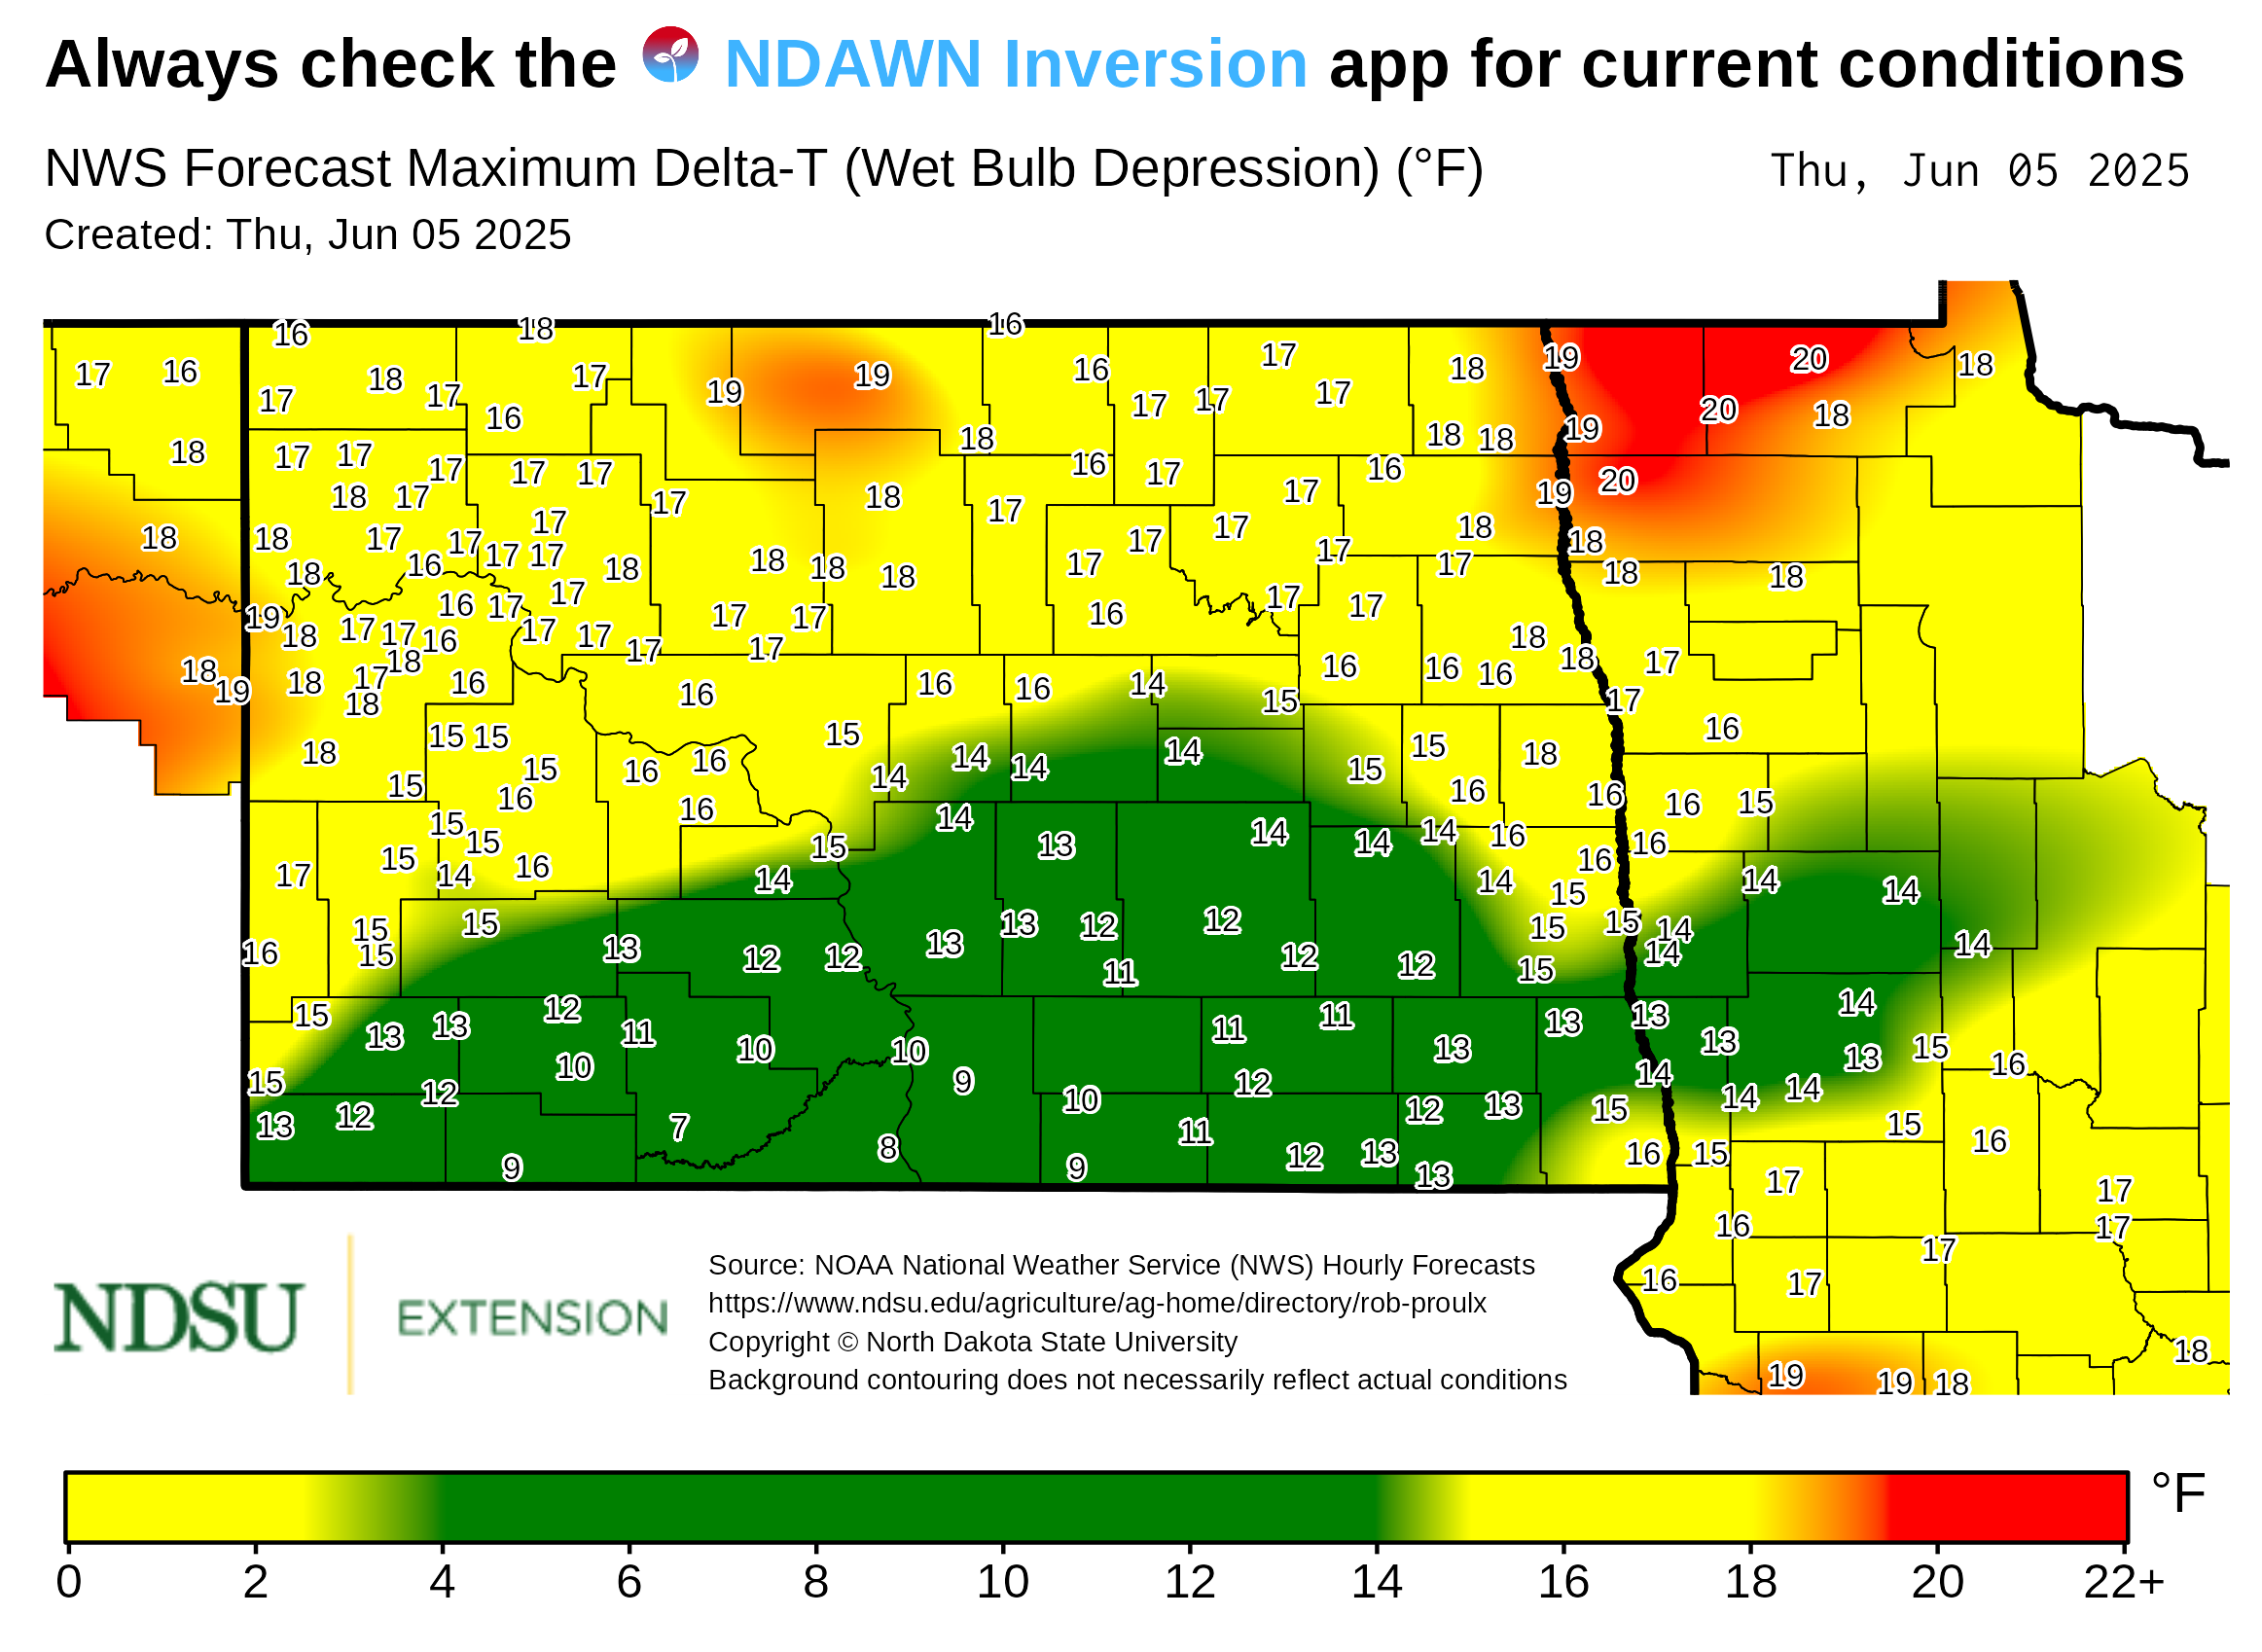 Always check the NDAWN Inversion app for current conditions
NWS Forecast Maximum Delta-T (Wet Bulb Depression) (°F)
Thu, Jun 05 2025
Created: Thu, Jun 05 2025
16 18 16
17 16 18 17 17 19 19 16 17 18 19 20 18
17 16 17 17 17 20 18
18 17 17 17 17 17 18 16 17 16 18 18 19
18 17 17 18 17 17 19 20
18 18 17 17 17 17 17 17 18 18
18 16 18 18 18 18 17 17 17 18 18
19 16 17 17 17 17 16 17 17
18 17 17 16 17 17 17 17 18 18 17
18 19 18 17 18 18 16 16 16 16 14 15 16 16 16 17
18 15 15 15 14 14 14 15 18 16
15 15 16 16 16 14 15 16 16 16 15
15 15 16 16 15 14 13 14 14 14 16 16
17 15 14 16 14 14 16 15 14 14
16 15 15 15 13 12 12 13 13 12 12 15 15 14
11 12 12 15 14 14
15 13 13 12 11 10 10 11 11 13 13 13 13 14
15 12 12 10 9 10 12 12 13 14 14 14 13 15 16
13 9 7 8 9 11 12 13 13 15 16 15 15 16
17 17
16 17 17
16 17
18
19 19 18
NDSU EXTENSION
Source: NOAA National Weather Service (NWS) Hourly Forecasts
https://www.ndsu.edu/agriculture/ag-home/directory/rob-proulx
Copyright © North Dakota State University
Background contouring does not necessarily reflect actual conditions
°F
0 2 4 6 8 10 12 14 16 18 20 22+